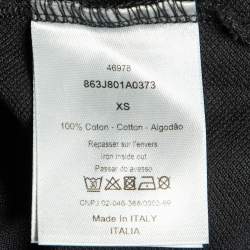 46978
863J801A0373
XS
100% Coton - Cotton - Algodão
Repasser sur l'envers
Iron inside out
Passar do avesso
CNPJ 02-046-368/0002-69
Made In ITALY
ITALIA